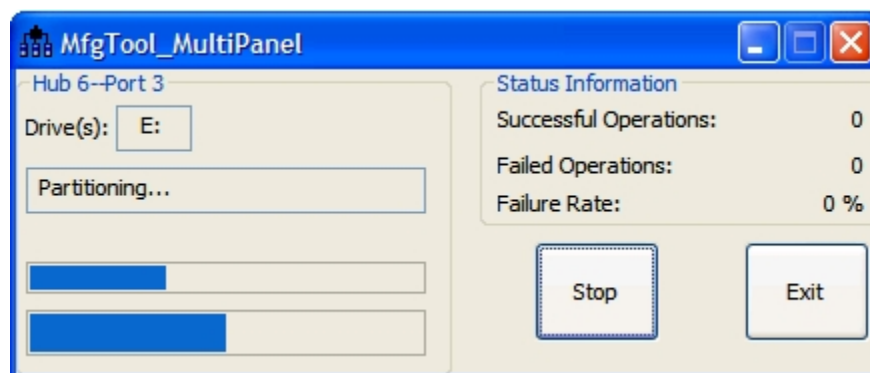 MfgTool_MultiPanel
Hub 6--Port 3
Drive(s): E:
Partitioning...
Status Information
Successful Operations: 0
Failed Operations: 0
Failure Rate: 0 %
Stop
Exit